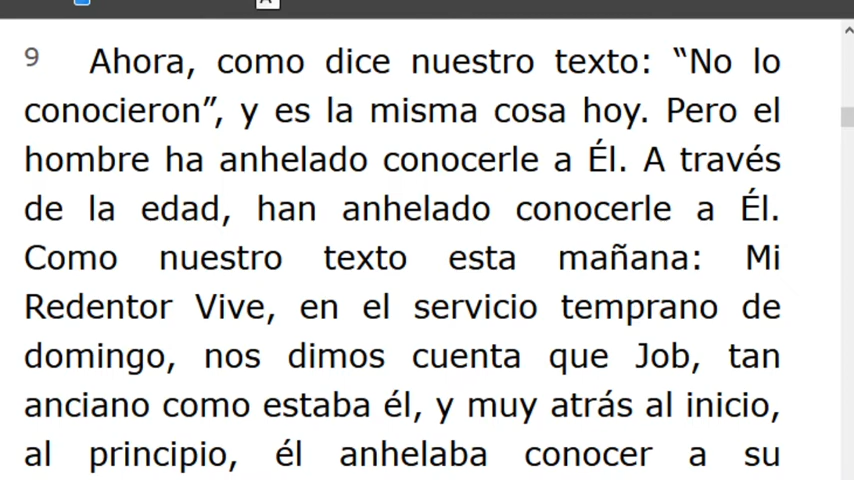 9 Ahora, como dice nuestro texto: “No lo
conocieron”, y es la misma cosa hoy. Pero el
hombre ha anhelado conocerle a Él. A través
de la edad, han anhelado conocerle a Él.
Como nuestro texto esta mañana: Mi
Redentor Vive, en el servicio temprano de
domingo, nos dimos cuenta que Job, tan
anciano como estaba él, y muy atrás al inicio,
al principio, él anhelaba conocer a su